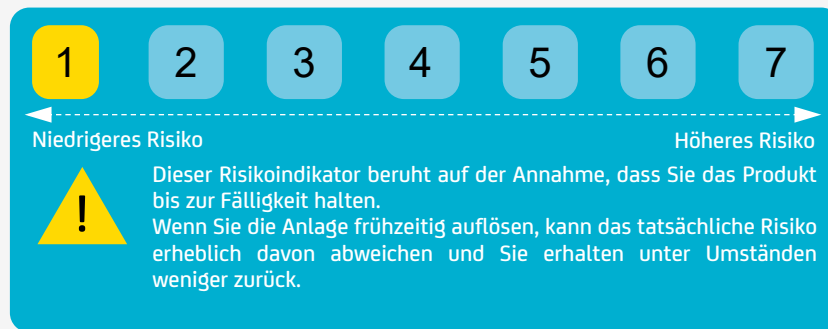 1 2 3 4 5 6 7
Niedrigeres Risiko Höheres Risiko
Dieser Risikoindikator beruht auf der Annahme, dass Sie das Produkt
bis zur Fälligkeit halten.
!
Wenn Sie die Anlage frühzeitig auflösen, kann das tatsächliche Risiko
erheblich davon abweichen und Sie erhalten unter Umständen
weniger zurück.